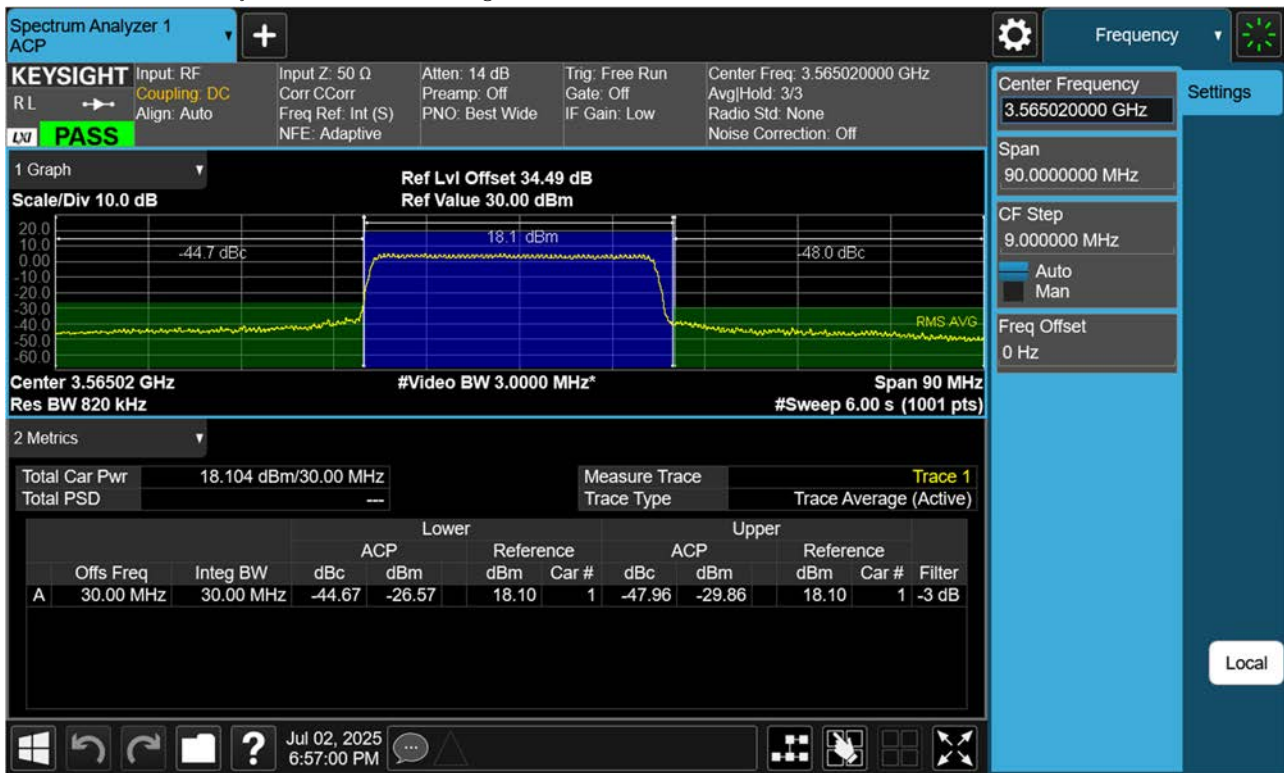 Spectrum Analyzer 1
ACP
Frequency
KEYSIGHT
R L
LXI PASS
Input: RF
Coupling: DC
Align: Auto
Input Z: 50 Ω
Corr CCorr
Freq Ref: Int (S)
NFE: Adaptive
Atten: 14 dB
Preamp: Off
PNO: Best Wide
Trig: Free Run
Gate: Off
IF Gain: Low
Center Freq: 3.565020000 GHz
Avg|Hold: 3/3
Radio Std: None
Noise Correction: Off
Center Frequency
3.565020000 GHz
Settings
Span
90.0000000 MHz
CF Step
9.000000 MHz
Auto
Man
Freq Offset
0 Hz
Local
1 Graph
Scale/Div 10.0 dB
Ref Lvl Offset 34.49 dB
Ref Value 30.00 dBm
20.0
10.0
0.00
-10.0
-20.0
-30.0
-40.0
-50.0
-60.0
-44.7 dBc
18.1 dBm
-48.0 dBc
RMS AVG
Center 3.56502 GHz
#Video BW 3.0000 MHz*
Span 90 MHz
Res BW 820 kHz
#Sweep 6.00 s (1001 pts)
2 Metrics
Total Car Pwr 18.104 dBm/30.00 MHz
Total PSD ---
Measure Trace Trace 1
Trace Type Trace Average (Active)
Lower Upper
ACP Reference ACP Reference
Offs Freq Integ BW dBc dBm dBm Car # dBc dBm dBm Car # Filter
A 30.00 MHz 30.00 MHz -44.67 -26.57 18.10 1 -47.96 -29.86 18.10 1 -3 dB
?
Jul 02, 2025
6:57:00 PM